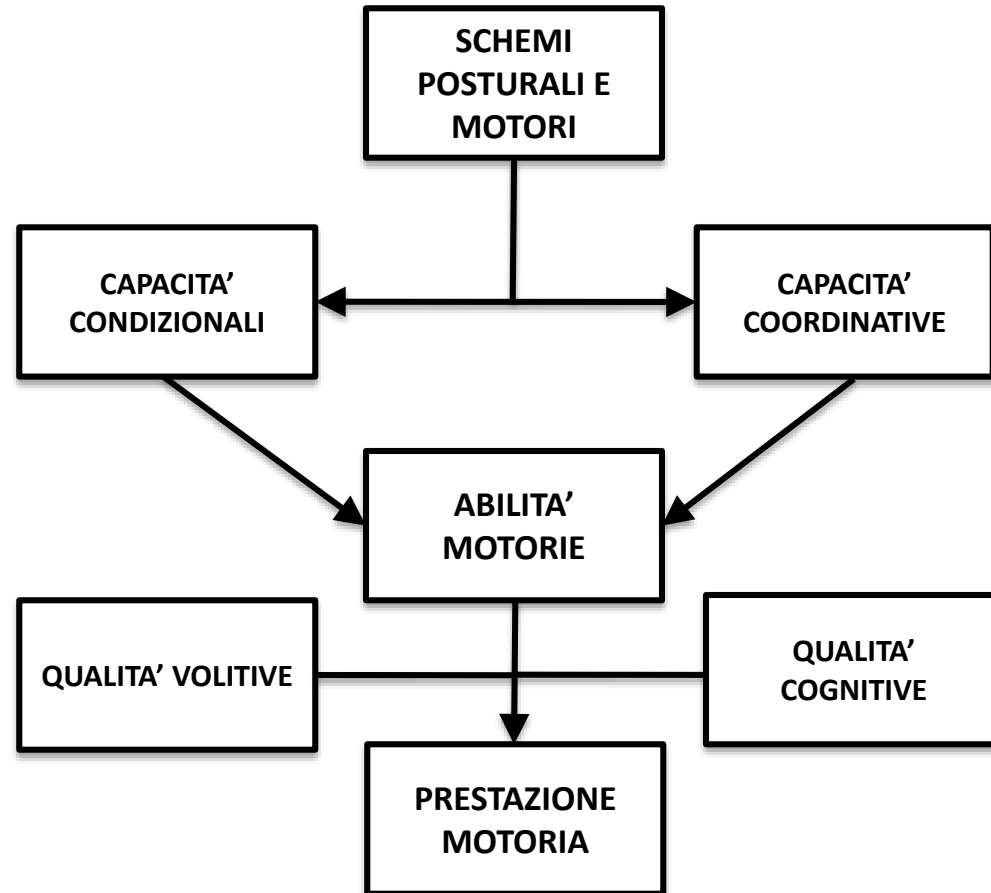 SCHEMI
POSTURALI E
MOTORI
CAPACITA’
CONDIZIONALI
CAPACITA’
COORDINATIVE
ABILITA’
MOTORIE
QUALITA’ VOLITIVE
QUALITA’
COGNITIVE
PRESTAZIONE
MOTORIA